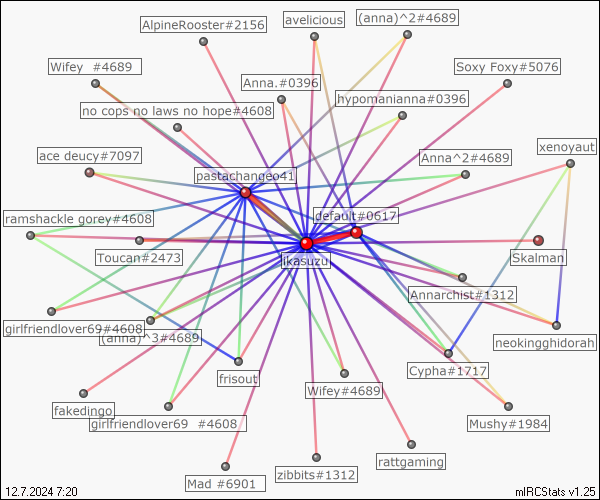 AlpineRooster#2156
avelicious
(anna)^2#4689
Wifey  #4689
Anna.#0396
Soxy Foxy#5076
no cops no laws no hope#4608
hypomanianna#0396
ace deucy#7097
Anna^2#4689
xenoyaut
pastachangeo41
ramshackle gorey#4608
default#0617
Toucan#2473
Ikasuzu
Skalman
Annarchist#1312
girlfriendlover69#4608
(anna)^3#4689
neokingghidorah
frisout
Wifey#4689
Cypha#1717
fakedingo
girlfriendlover69  #4608
Mushy#1984
Mad #6901
zibbits#1312
rattgaming
12.7.2024 7:20
mIRCStats v1.25